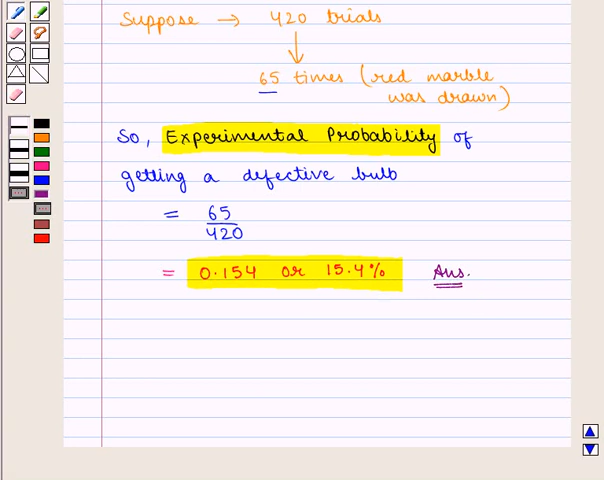 Suppose → 420 trials
65 times (red marble
was drawn)
So, Experimental Probability of
getting a defective bulb
= 65
420
= 0.154 or 15.4% Ans.